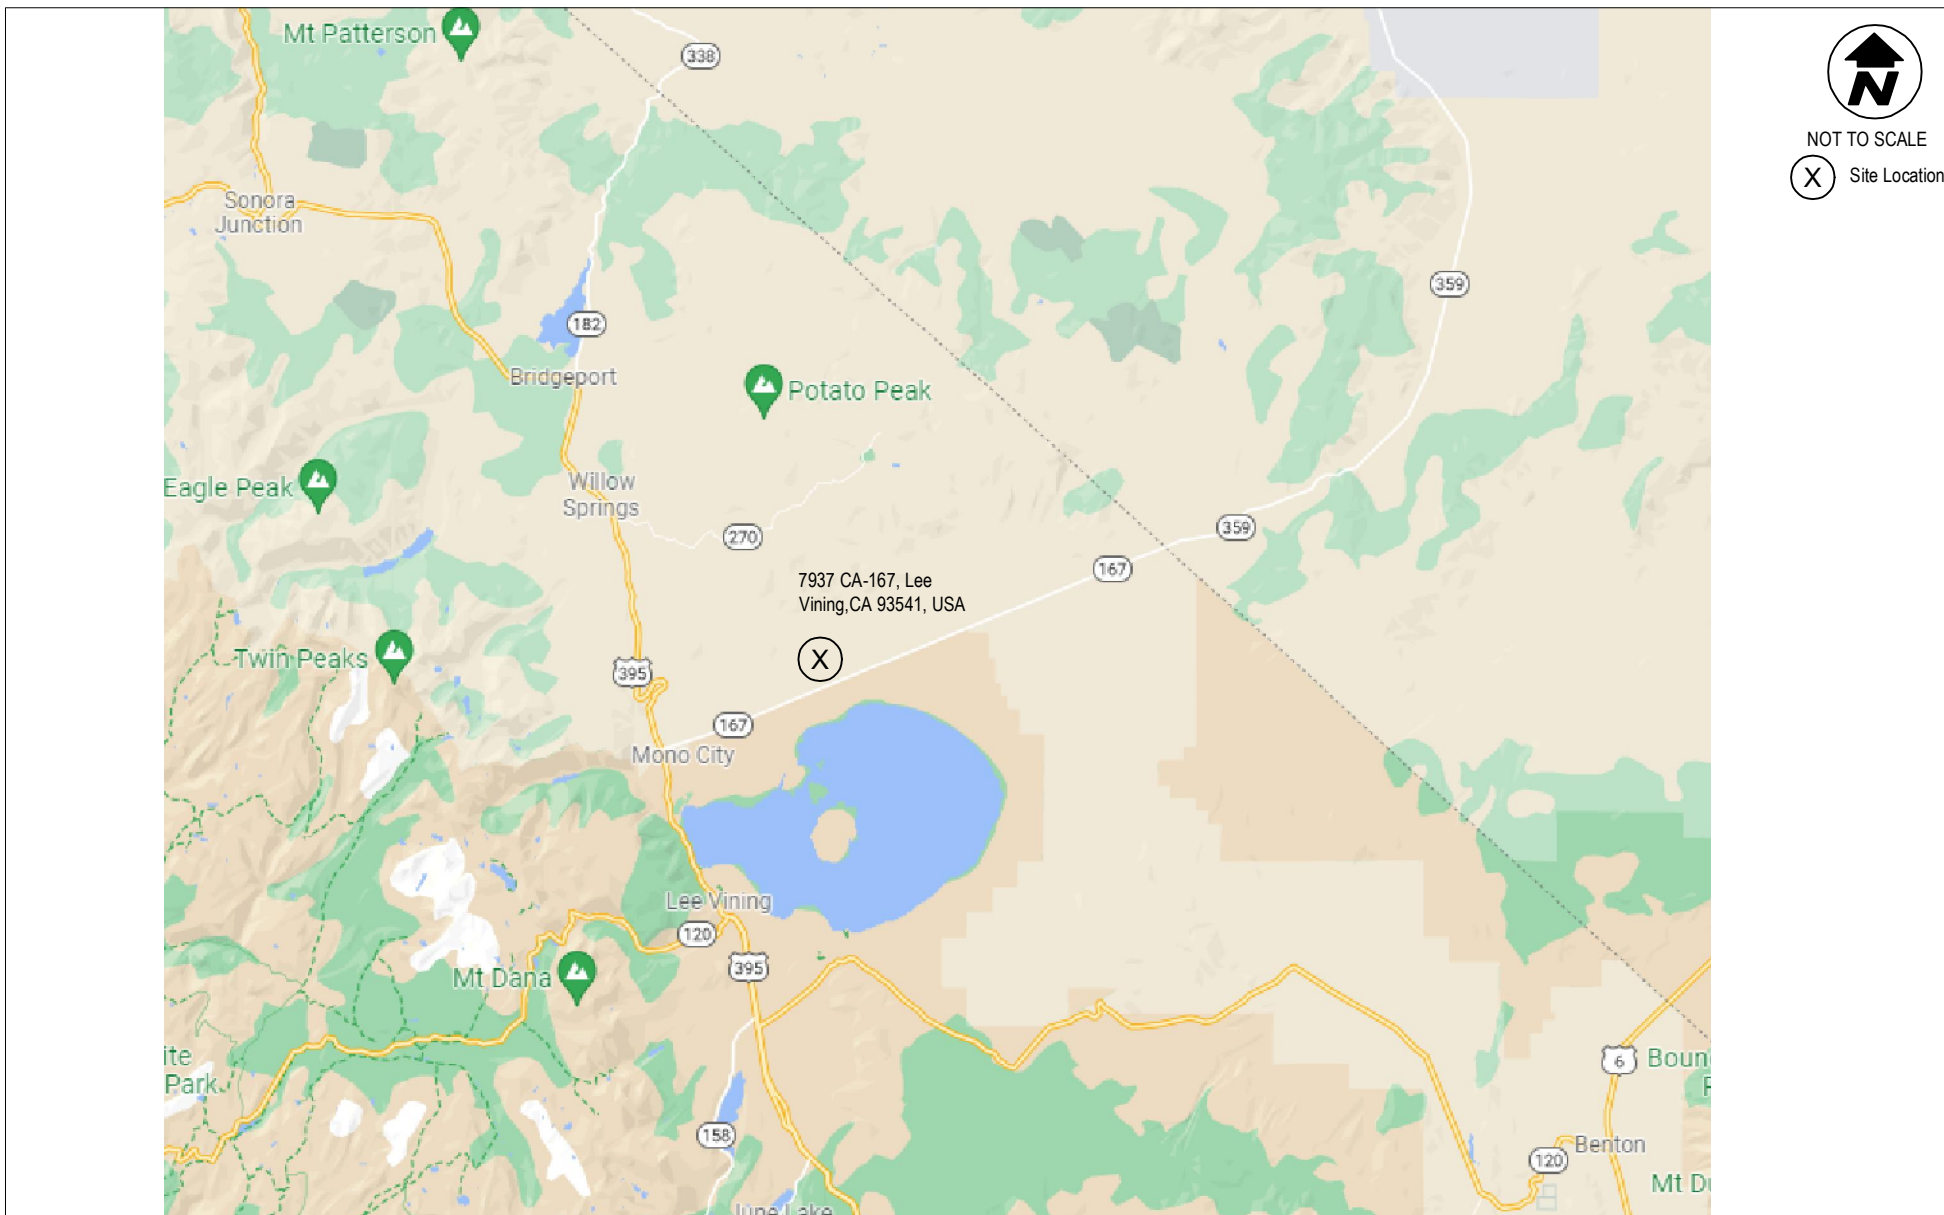 Mt Patterson
338
N
NOT TO SCALE
X Site Location
Sonora
Junction
359
182
Bridgeport
Potato Peak
Eagle Peak
Willow
Springs
270
359
167
7937 CA-167, Lee
Vining,CA 93541, USA
X
Twin Peaks
395
167
Mono City
Lee Vining
120
395
Mt Dana
ite
Park
6
Boun
158
Benton
120
Mt D
June Lake